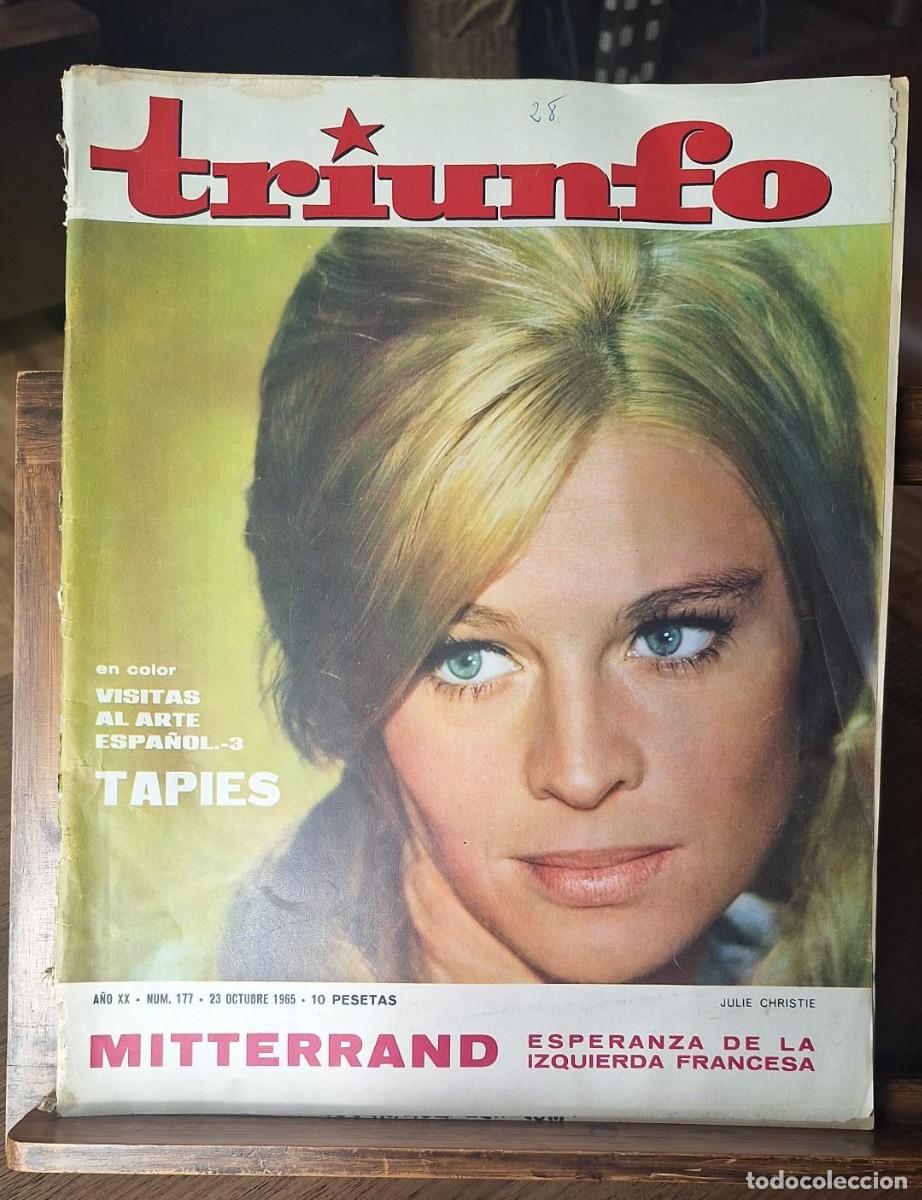 28
triunfo
en color
VISITAS
AL ARTE
ESPAÑOL.-3
TAPIES
AÑO XX • NUM. 177 • 23 OCTUBRE 1965 • 10 PESETAS
JULIE CHRISTIE
MITTERRAND
ESPERANZA DE LA
IZQUIERDA FRANCESA
todocoleccion